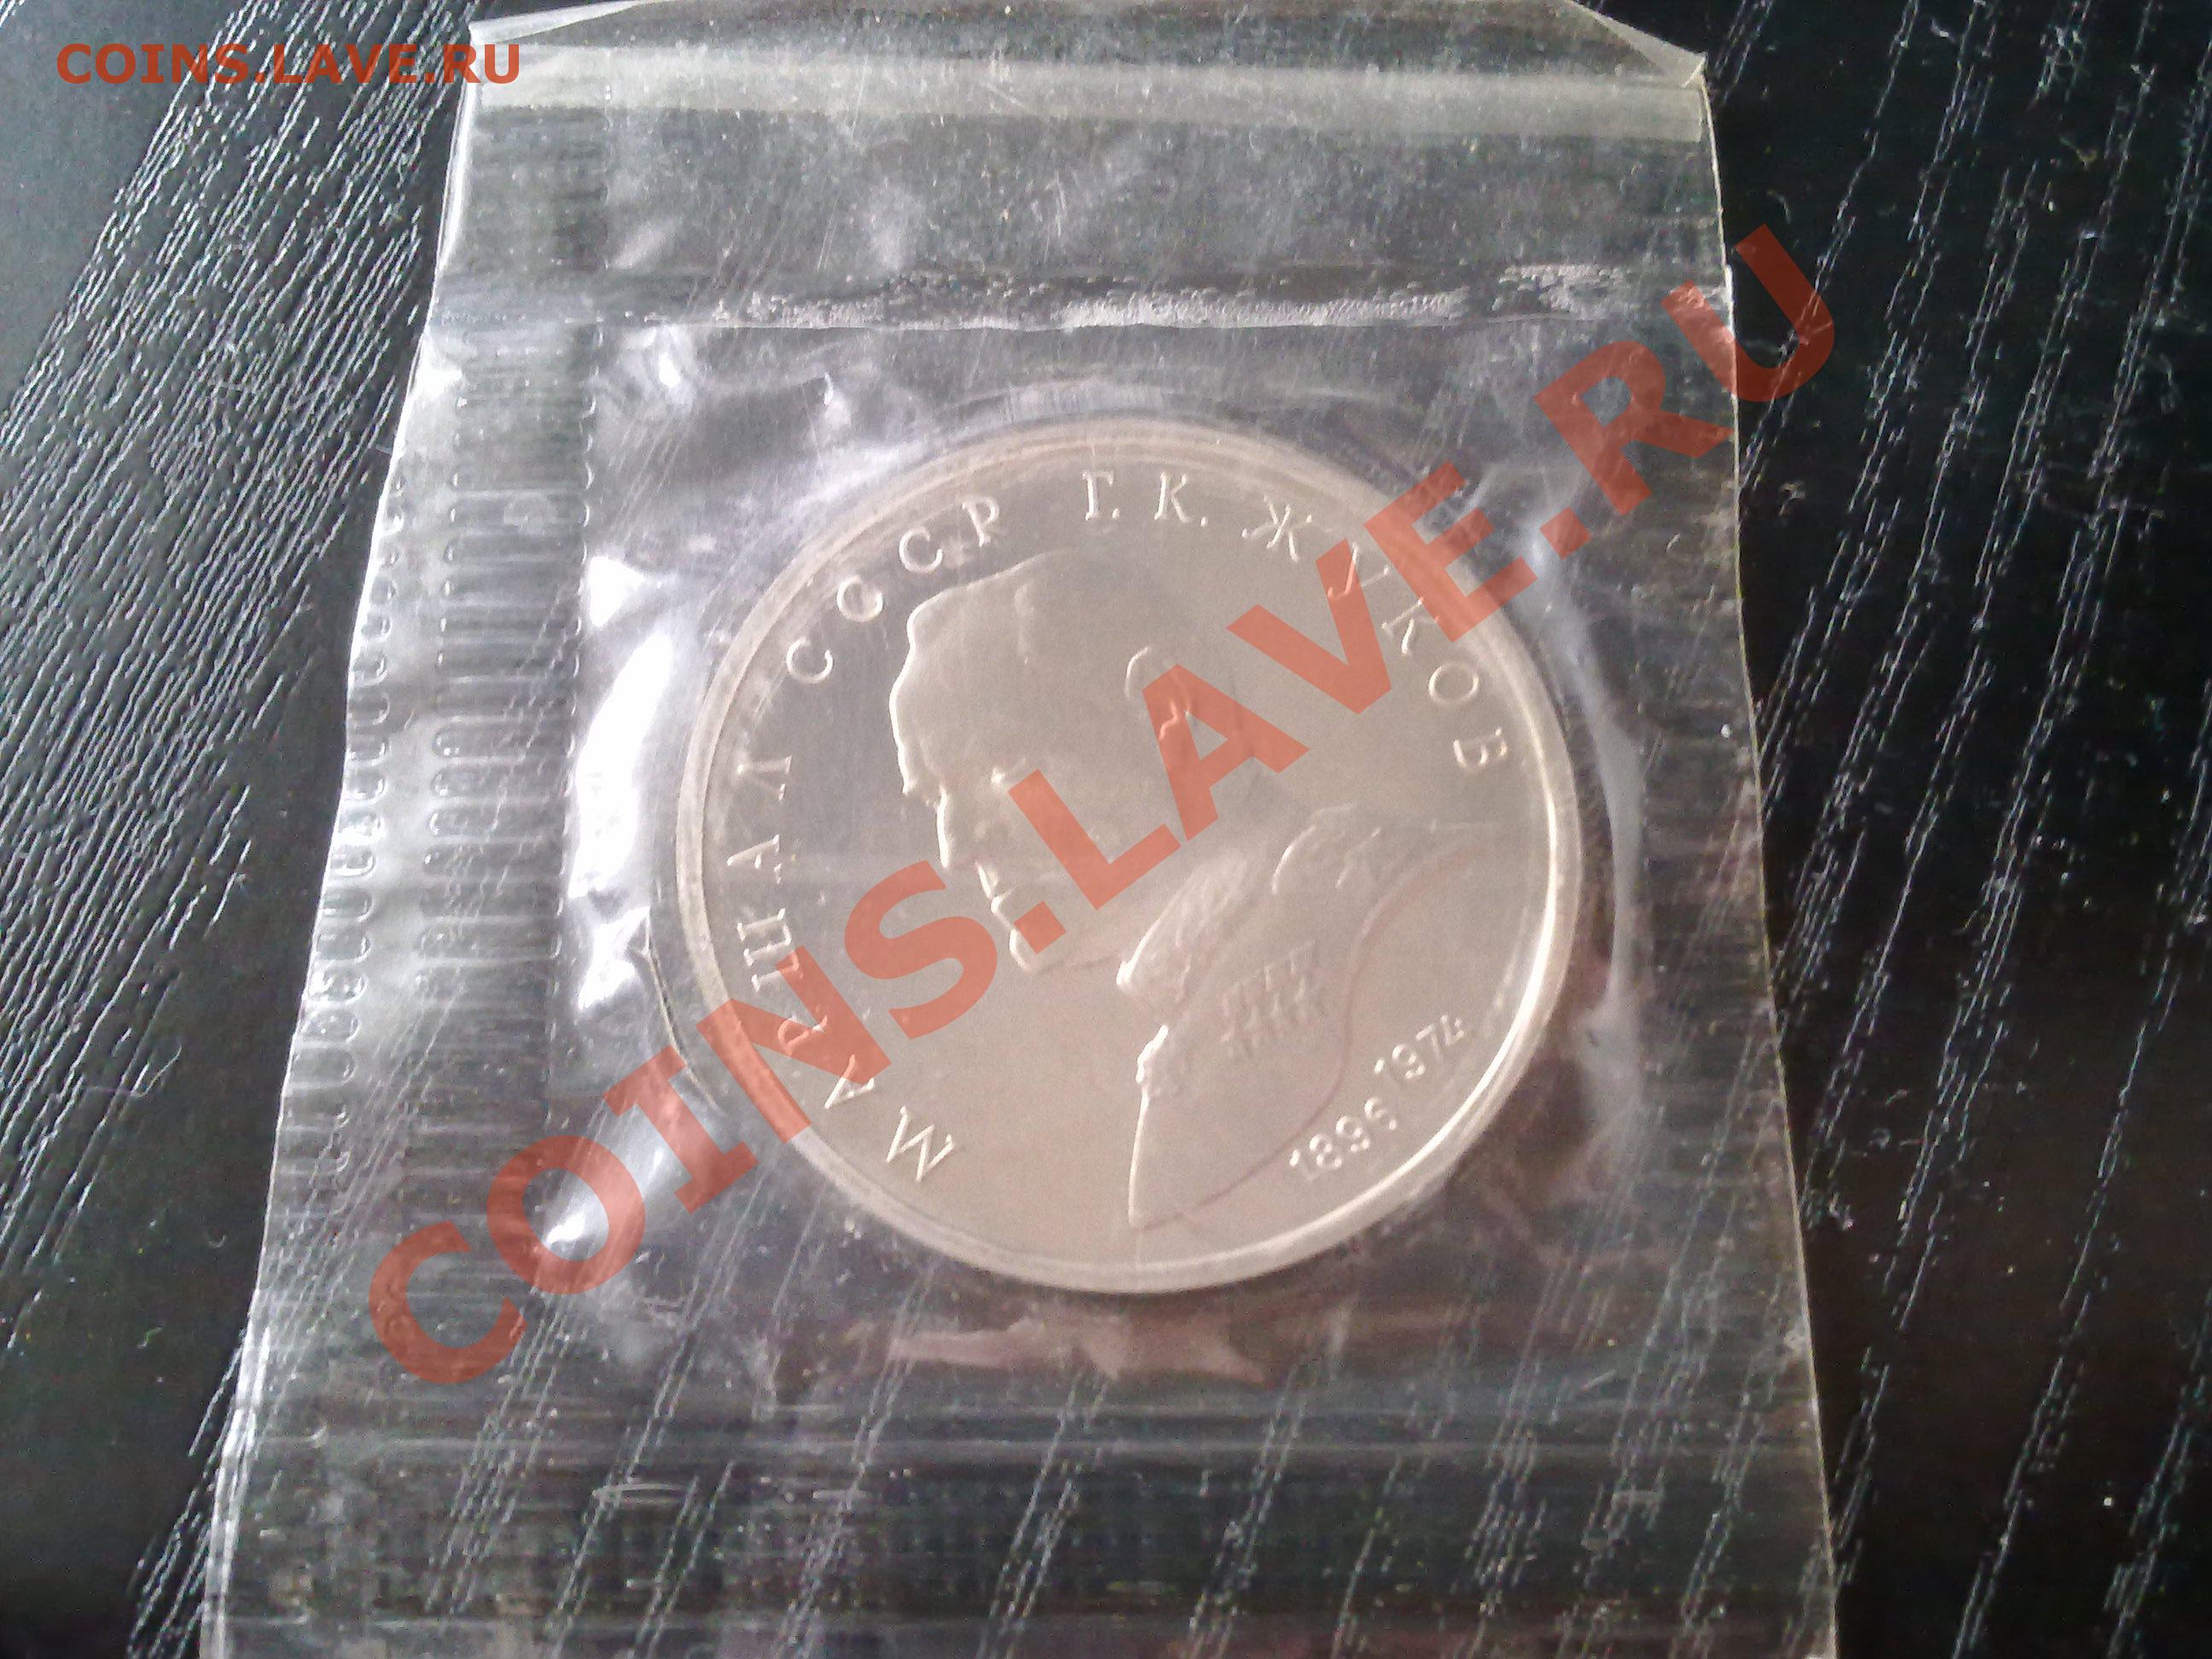 COINS.LAVE.RU
МАРШАЛ СССР Г.К. ЖУКОВ
1896 1974
COINS.LAVE.RU